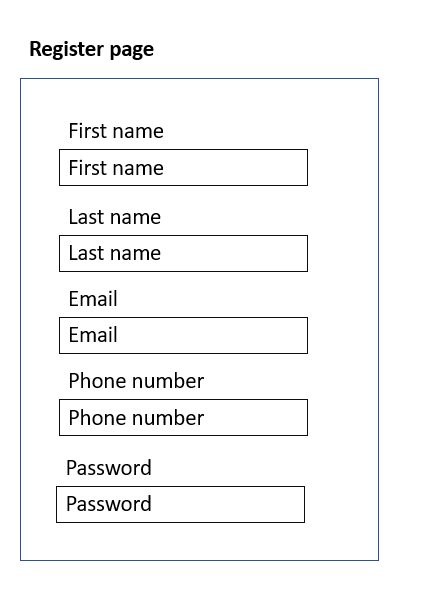 Register page
First name
First name
Last name
Last name
Email
Email
Phone number
Phone number
Password
Password